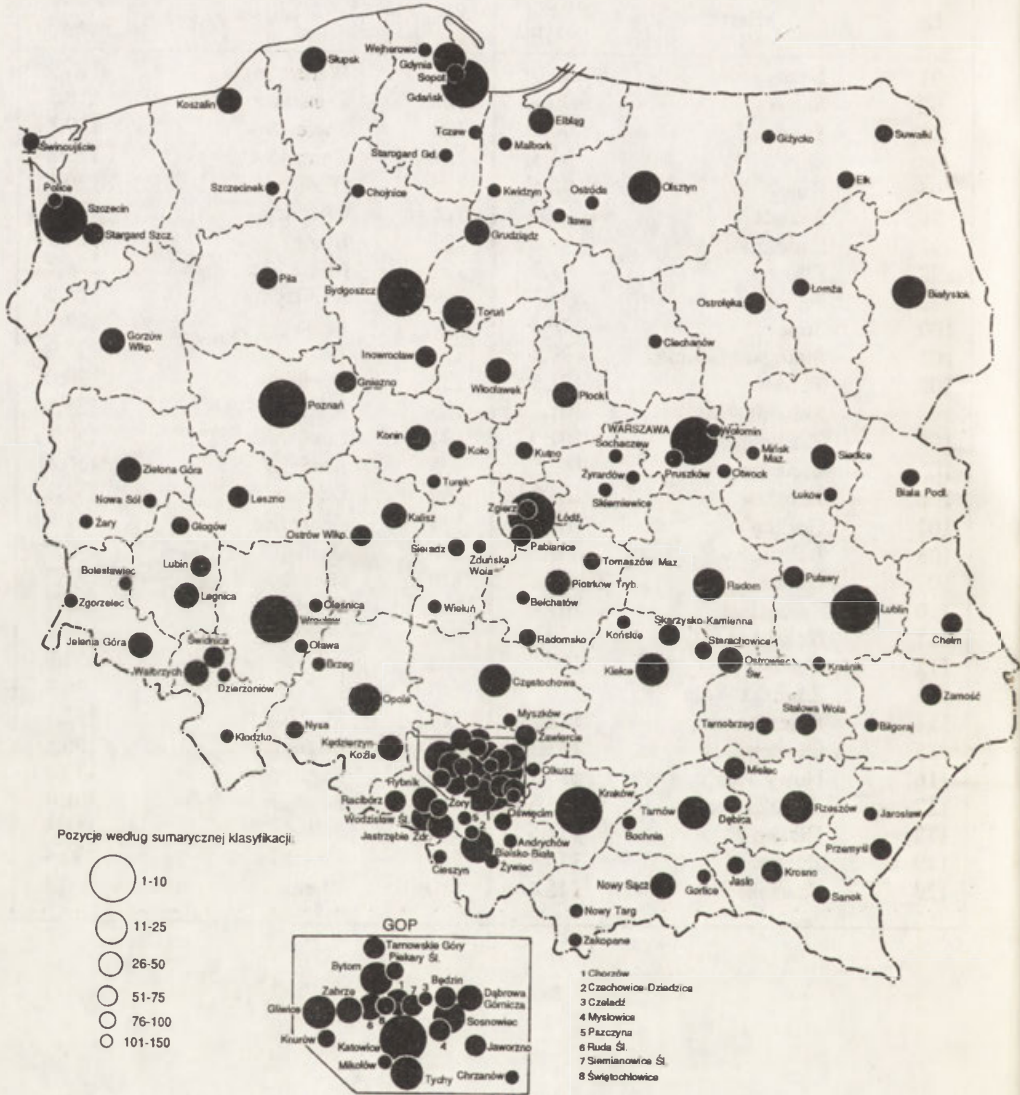 Wejherowo
Gdynia
Sopot
Gdańsk
Słupsk
Koszalin
Elbląg
Tczew
Malbork
Starogard Gd.
Giżycko
Suwałki
Świnoujście
Police
Szczecin
Stargard Szcz.
Szczecinek
Chojnice
Kwidzyn
Ostróda
Iława
Olsztyn
Ełk
Grudziądz
Piła
Bydgoszcz
Toruń
Ostrołęka
Łomża
Białystok
Gorzów
Wlkp.
Inowrocław
Ciechanów
Gniezno
Włocławek
Płock
Poznań
Konin
Koło
Kutno
WARSZAWA
Wołomin
Sochaczew
Mińsk
Maz.
Siedlce
Pruszków
Otwock
Żyrardów
Skierniewice
Łuków
Biała Podl.
Zielona Góra
Nowa Sól
Leszno
Turek
Żary
Głogów
Kalisz
Zgierz
Łódź
Ostrów Wlkp.
Pabianice
Sieradz
Zduńska
Wola
Tomaszów Maz
Lubin
Bolesławiec
Piotrków Tryb.
Radom
Puławy
Zgorzelec
Legnica
Oleśnica
Wrocław
Wieluń
Bełchatów
Lublin
Jelenia Góra
Świdnica
Oława
Radomsko
Końskie
Skarżysko-Kamienna
Starachowice
Chełm
Wałbrzych
Dzierżoniów
Brzeg
Częstochowa
Kielce
Ostrowiec
Św.
Kraśnik
Opole
Zamość
Kłodzko
Nysa
Myszków
Tarnobrzeg
Stalowa Wola
Biłgoraj
Kędzierzyn-
Koźle
Zawiercie
Olkusz
Mielec
Rybnik
Racibórz
Żory
Wodzisław Śl.
5
2
Oświęcim
Kraków
Tarnów
Dębica
Rzeszów
Jarosław
Jastrzębie Zdr.
Bochnia
Andrychów
Bielsko-Biała
Cieszyn
Żywiec
Przemyśl
Nowy Sącz
Gorlice
Jasło
Krosno
Sanok
Nowy Targ
Zakopane
Pozycje według sumarycznej klasyfikacji:
1-10
11-25
26-50
51-75
76-100
101-150
GOP
Tarnowskie Góry
Piekary Śl.
Bytom
Będzin
Zabrze
1
7
3
Dąbrowa
Górnicza
Gliwice
6
8
Sosnowiec
Knurów
Katowice
4
Jaworzno
Mikołów
Tychy
Chrzanów
1 Chorzów
2 Czechowice-Dziedzice
3 Czeladź
4 Mysłowice
5 Pszczyna
6 Ruda Śl.
7 Siemianowice Śl.
8 Świętochłowice